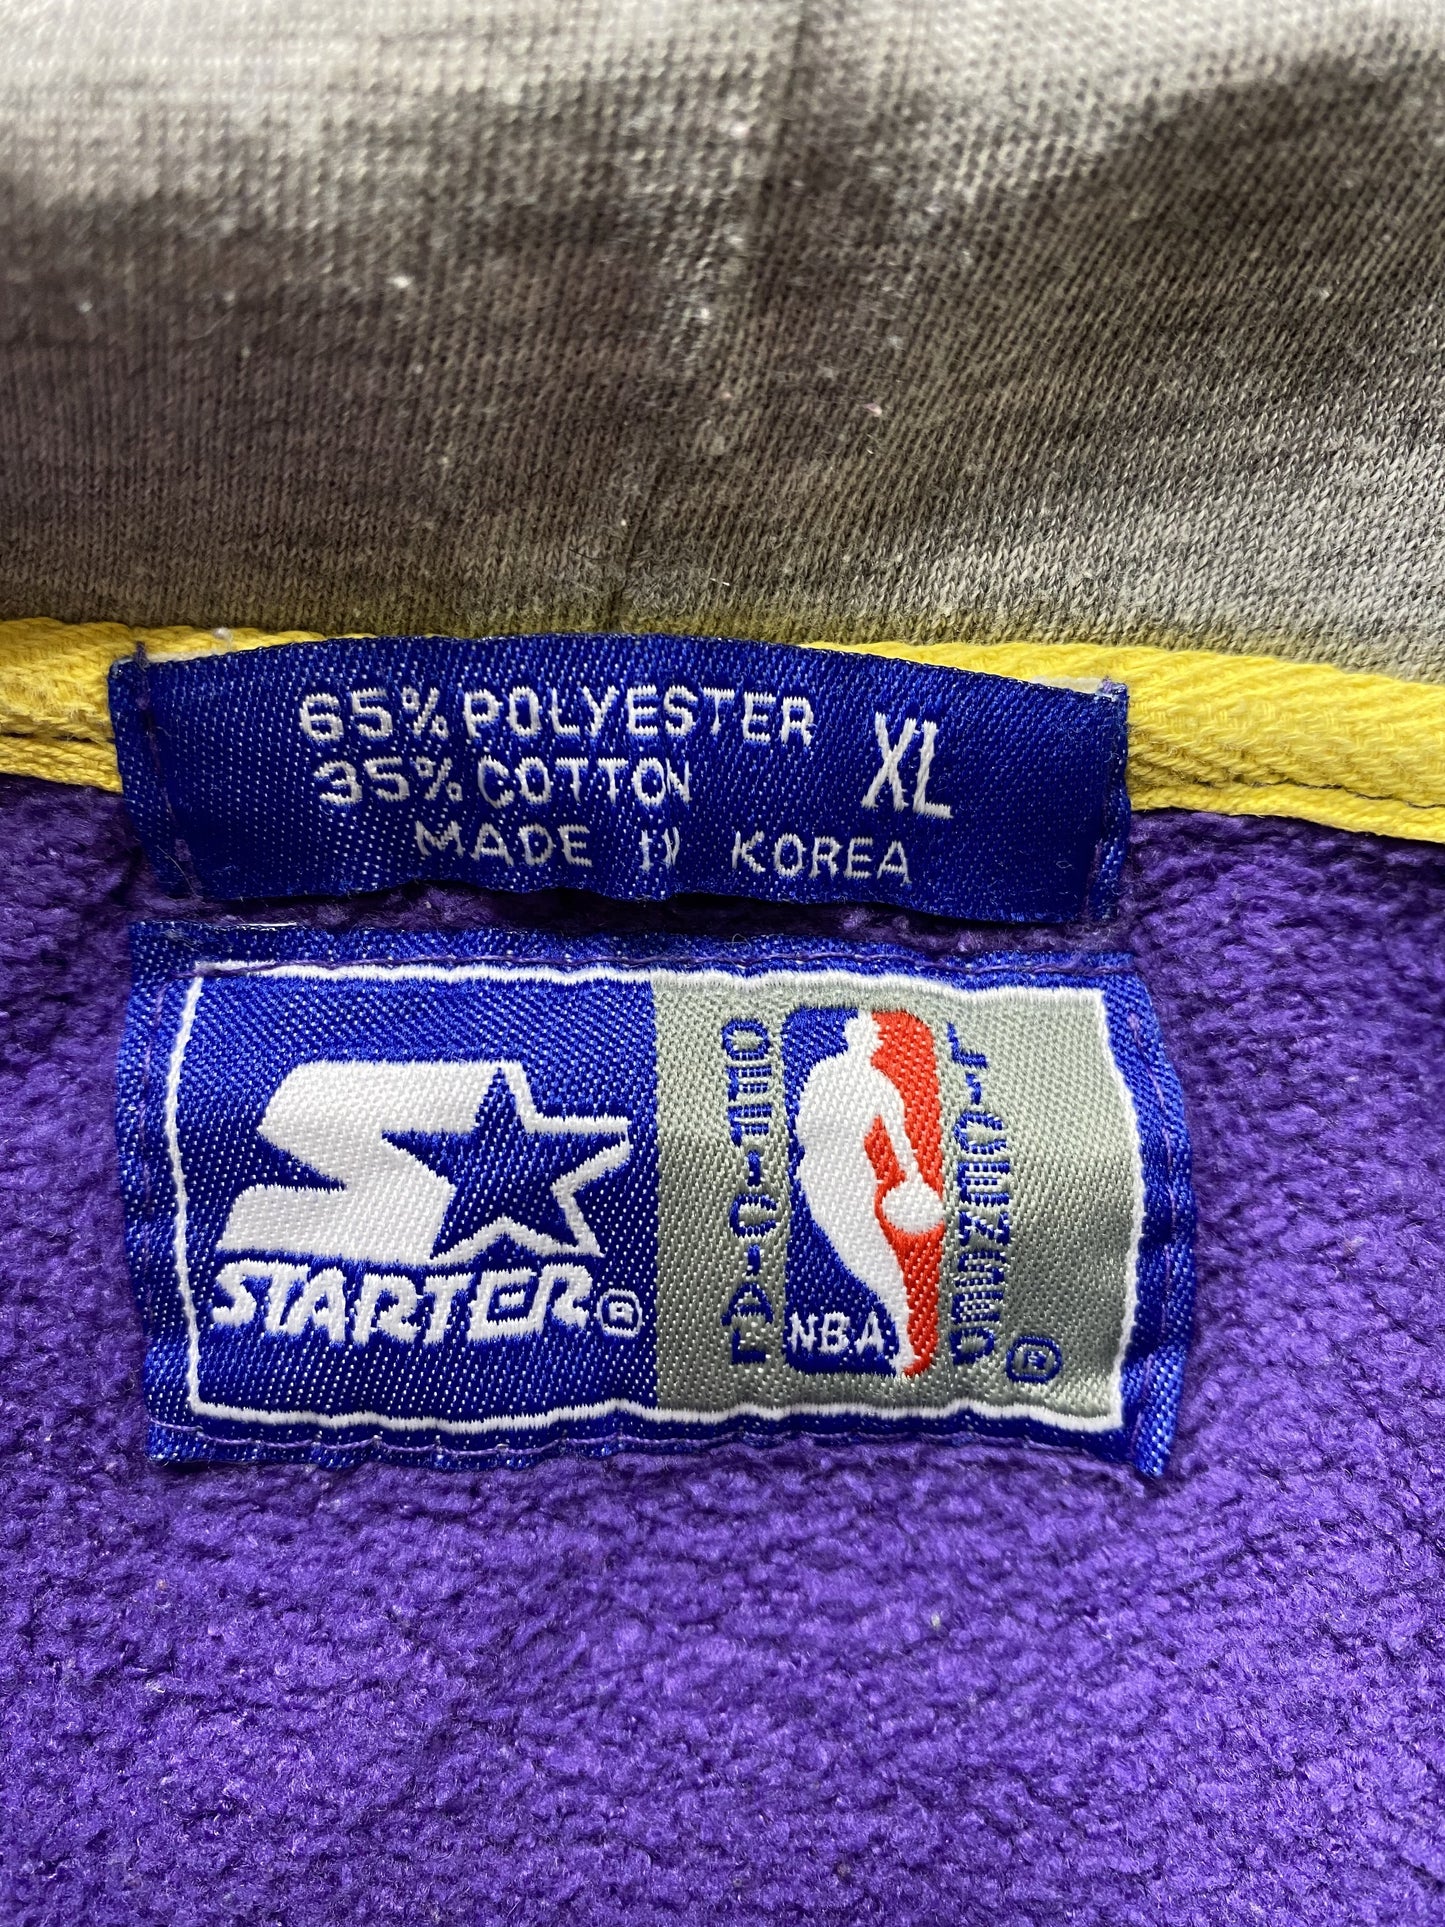 65% POLYESTER XL
35% COTTON
MADE IN KOREA
STARTER®
OFFICIAL
NBA
LICENSED
®